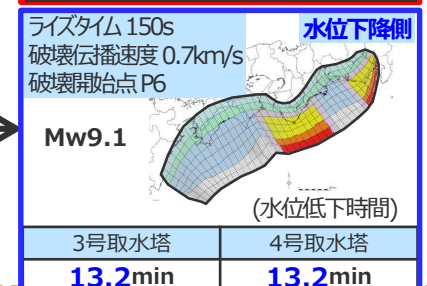 ライズタイム 150s 水位下降側
破壊伝播速度 0.7km/s
破壊開始点 P6
Mw9.1
(水位低下時間)
3号取水塔 4号取水塔
13.2min 13.2min